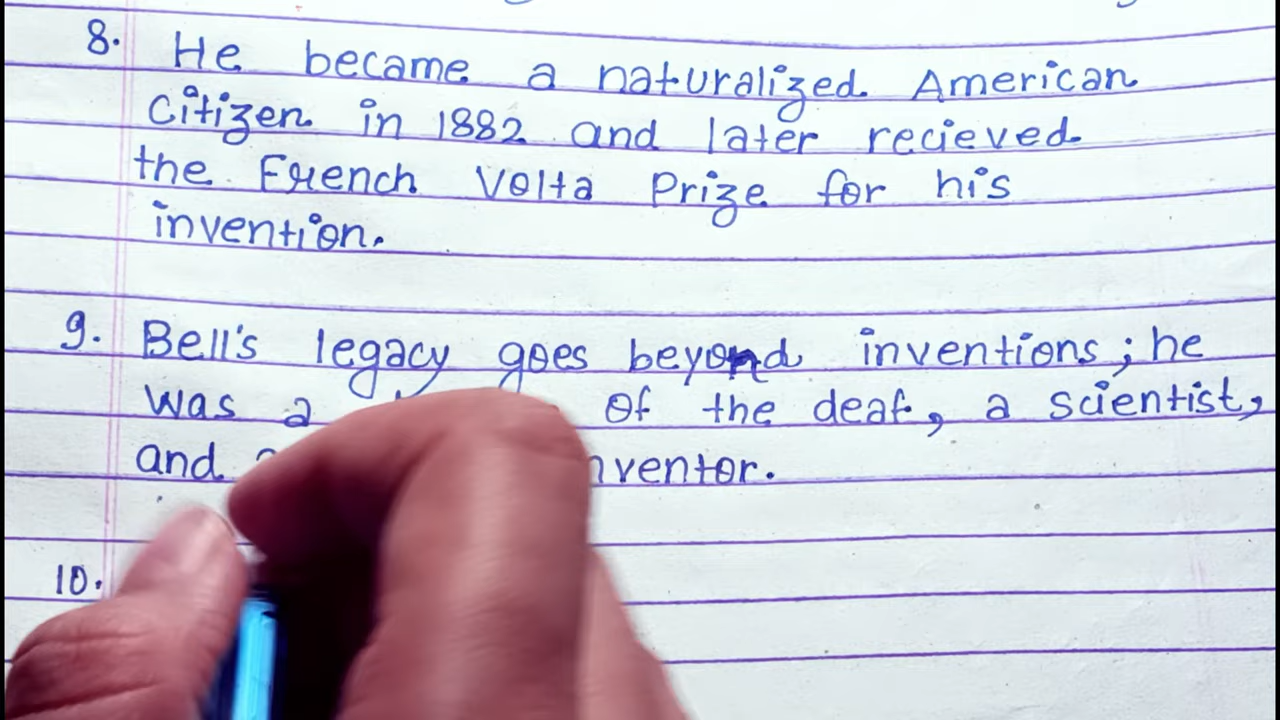 8. He became a naturalized American
Citizen in 1882 and later recieved
the French Volta Prize for his
invention.
9. Bell's legacy goes beyond inventions; he
was a of the deaf, a scientist,
and
10.